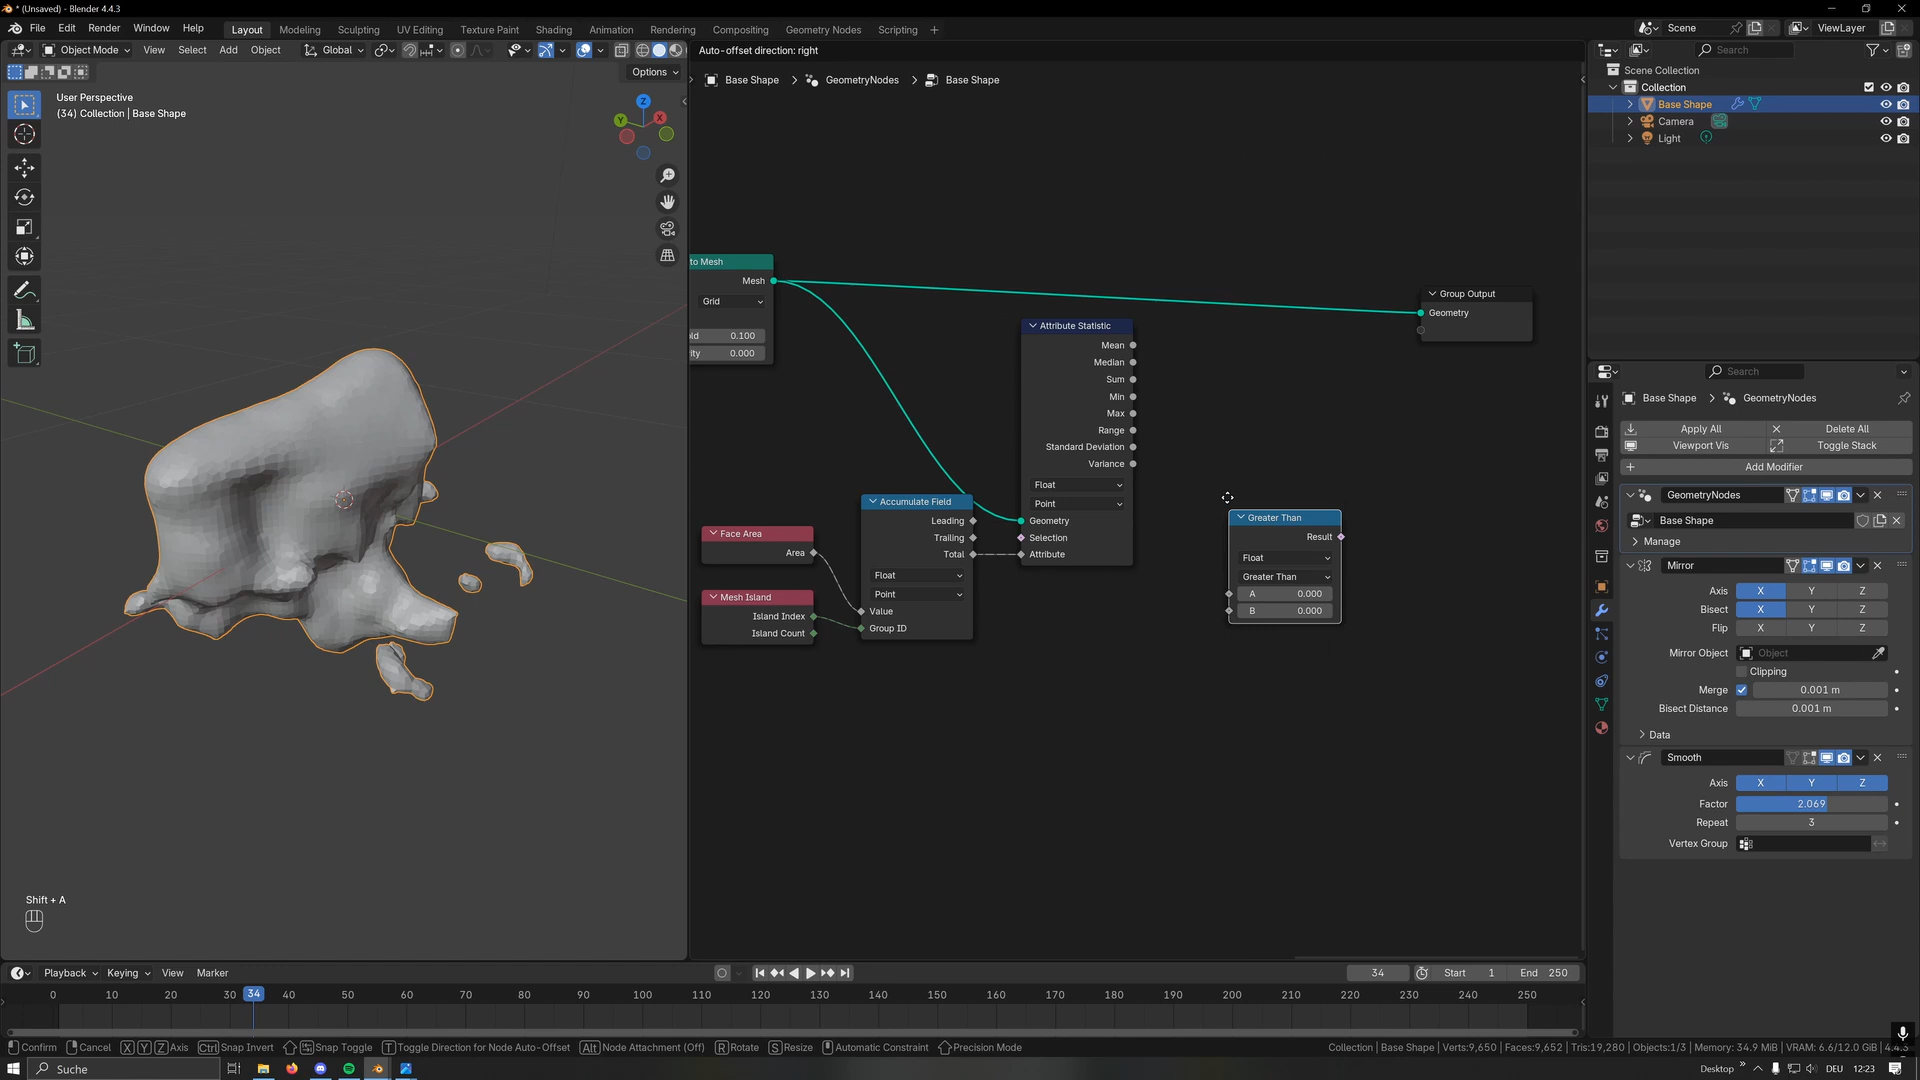 * (Unsaved) - Blender 4.4.3
File Edit Render Window Help
Layout Modeling Sculpting UV Editing Texture Paint Shading Animation Rendering Compositing Geometry Nodes Scripting +
Scene
ViewLayer
Object Mode View Select Add Object Global
Options
Auto-offset direction: right
Search
User Perspective
(34) Collection | Base Shape
Z
Y
X
Base Shape > GeometryNodes > Base Shape
Scene Collection
Collection
Base Shape
Camera
Light
to Mesh
Mesh
Grid
ld 0.100
ity 0.000
Group Output
Geometry
Attribute Statistic
Mean
Median
Sum
Min
Max
Range
Standard Deviation
Variance
Float
Point
Geometry
Selection
Attribute
Accumulate Field
Leading
Trailing
Total
Float
Point
Value
Group ID
Face Area
Area
Mesh Island
Island Index
Island Count
Greater Than
Result
Float
Greater Than
A 0.000
B 0.000
Search
Base Shape > GeometryNodes
Apply All Delete All
Viewport Vis Toggle Stack
+ Add Modifier
GeometryNodes
Base Shape
Manage
Mirror
Axis X Y Z
Bisect X Y Z
Flip X Y Z
Mirror Object Object
Clipping
Merge 0.001 m
Bisect Distance 0.001 m
Data
Smooth
Axis X Y Z
Factor 2.069
Repeat 3
Vertex Group
Shift + A
Playback Keying View Marker
34 Start 1 End 250
0 10 20 30 34 40 50 60 70 80 90 100 110 120 130 140 150 160 170 180 190 200 210 220 230 240 250
Confirm Cancel X Y Z Axis Ctrl Snap Invert Snap Toggle T Toggle Direction for Node Auto-Offset Alt Node Attachment (Off) R Rotate S Resize Automatic Constraint Precision Mode
Collection | Base Shape | Verts:9,650 | Faces:9,652 | Tris:19,280 | Objects:1/3 | Memory: 34.9 MiB | VRAM: 6.6/12.0 GiB |
Suche
Desktop
DEU 12:23